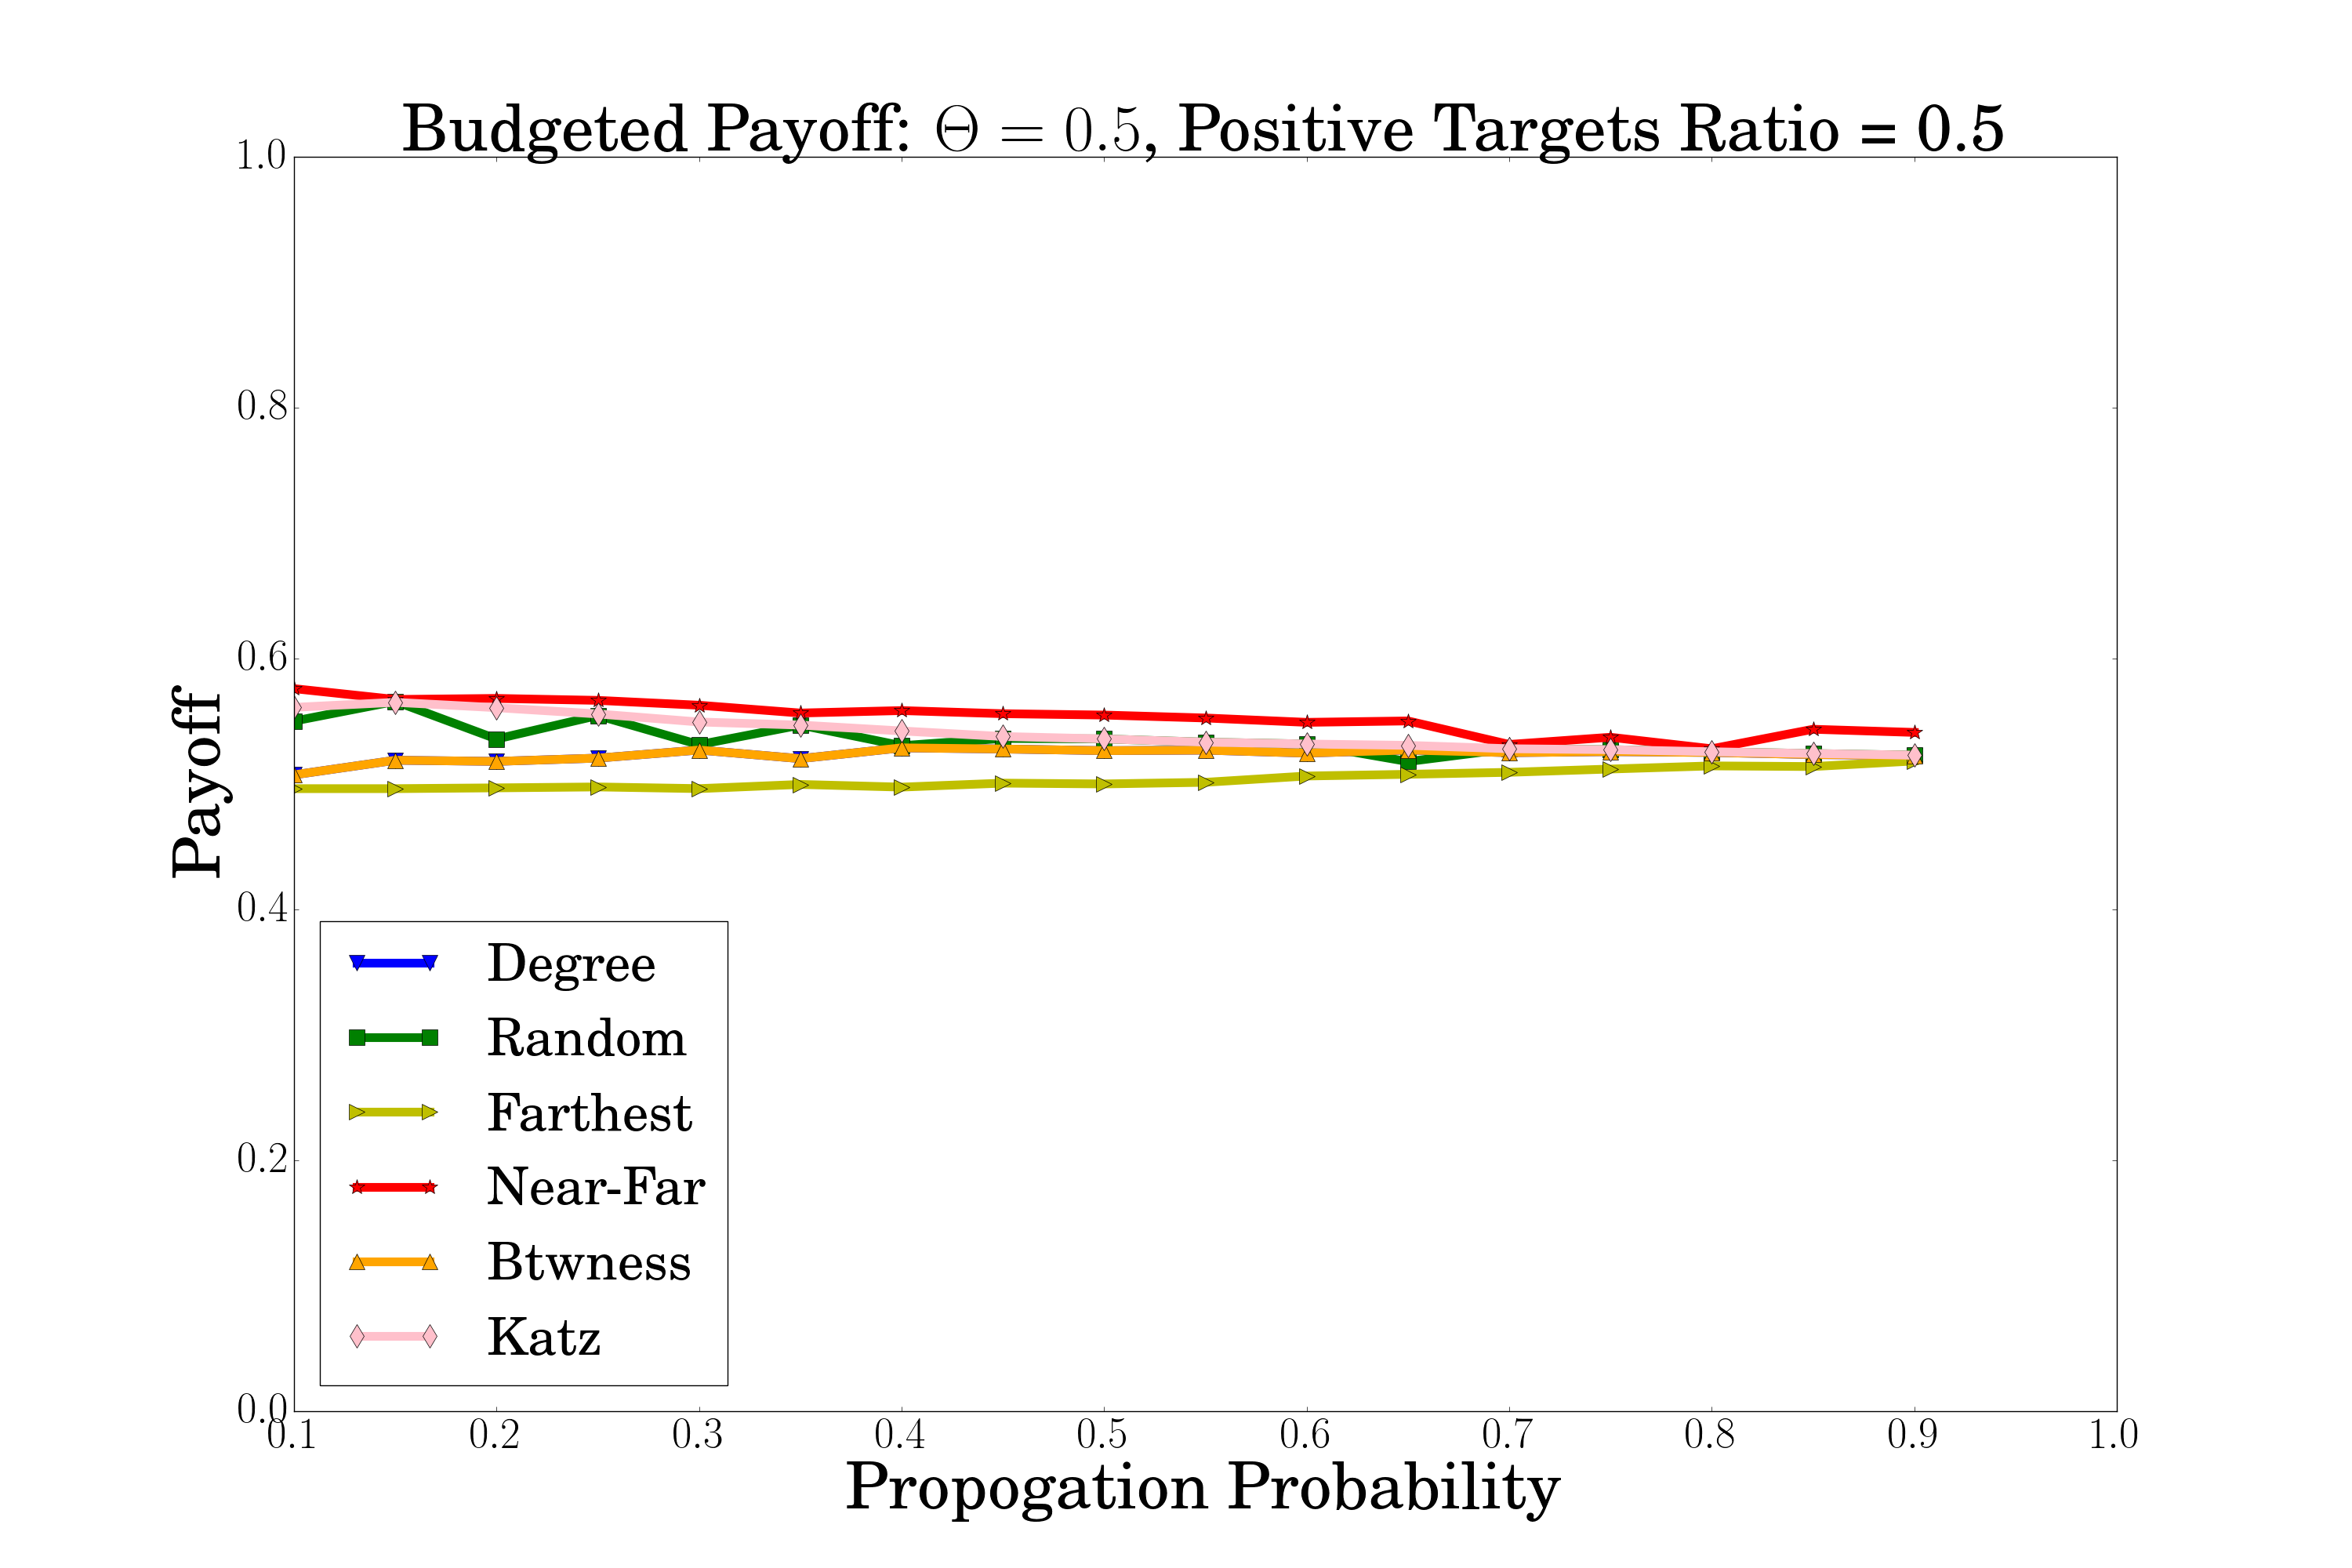 Budgeted Payoff: Θ = 0.5, Positive Targets Ratio = 0.5
1.0
0.8
0.6
0.4
0.2
0.0
Payoff
Degree
Random
Farthest
Near-Far
Btwness
Katz
0.1 0.2 0.3 0.4 0.5 0.6 0.7 0.8 0.9 1.0
Propogation Probability